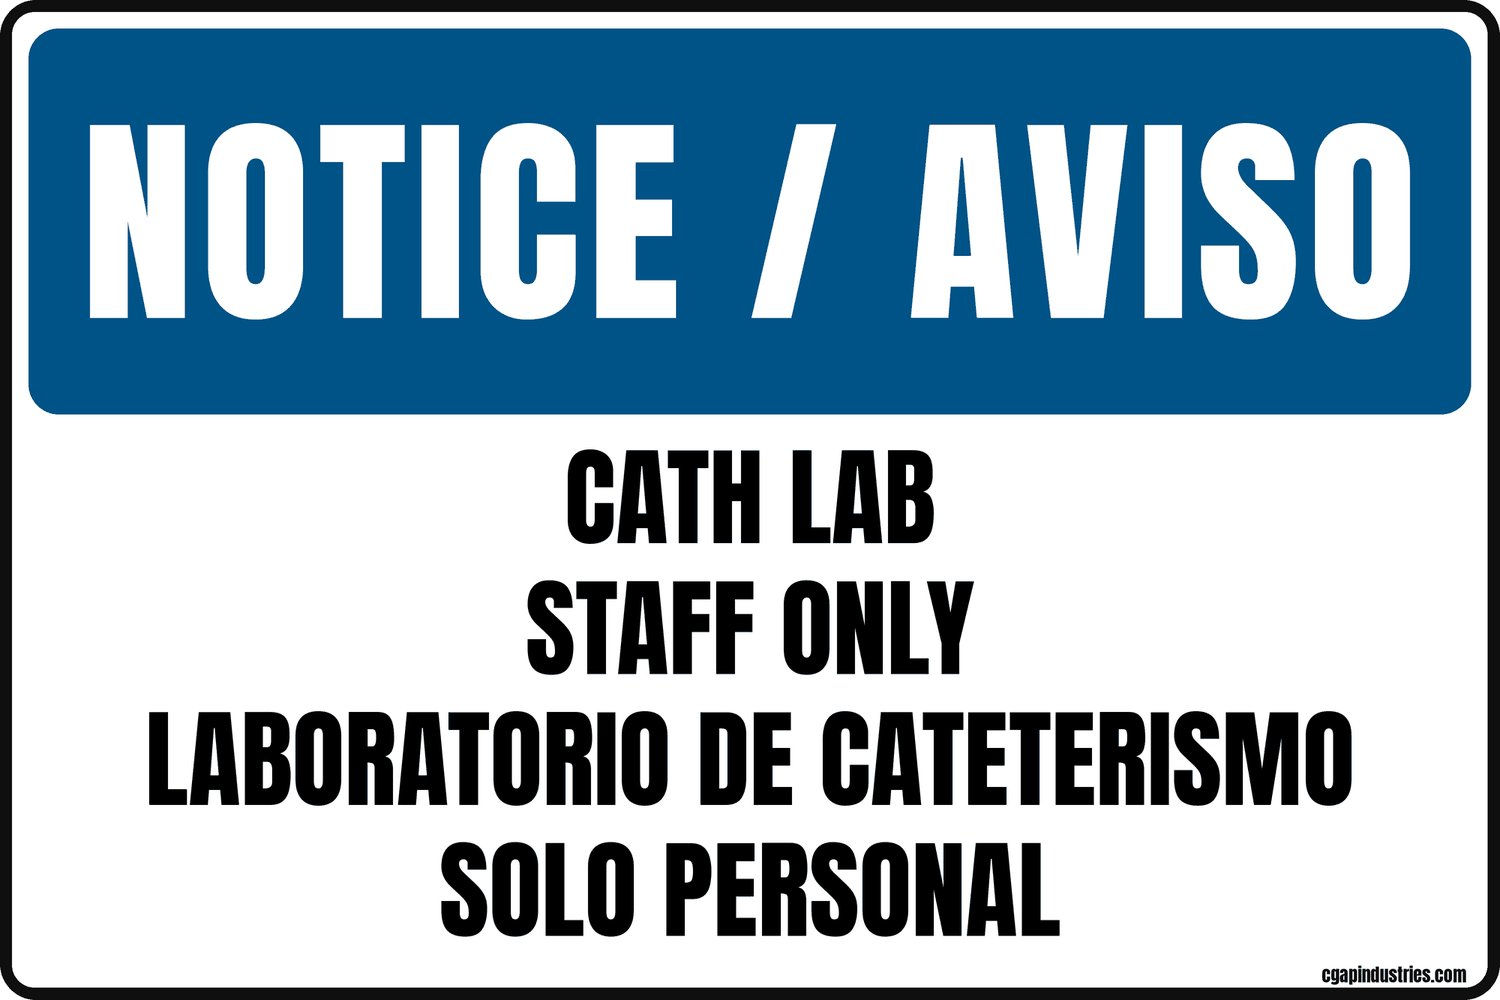 NOTICE / AVISO
CATH LAB
STAFF ONLY
LABORATORIO DE CATETERISMO
SOLO PERSONAL
cgapindustries.com